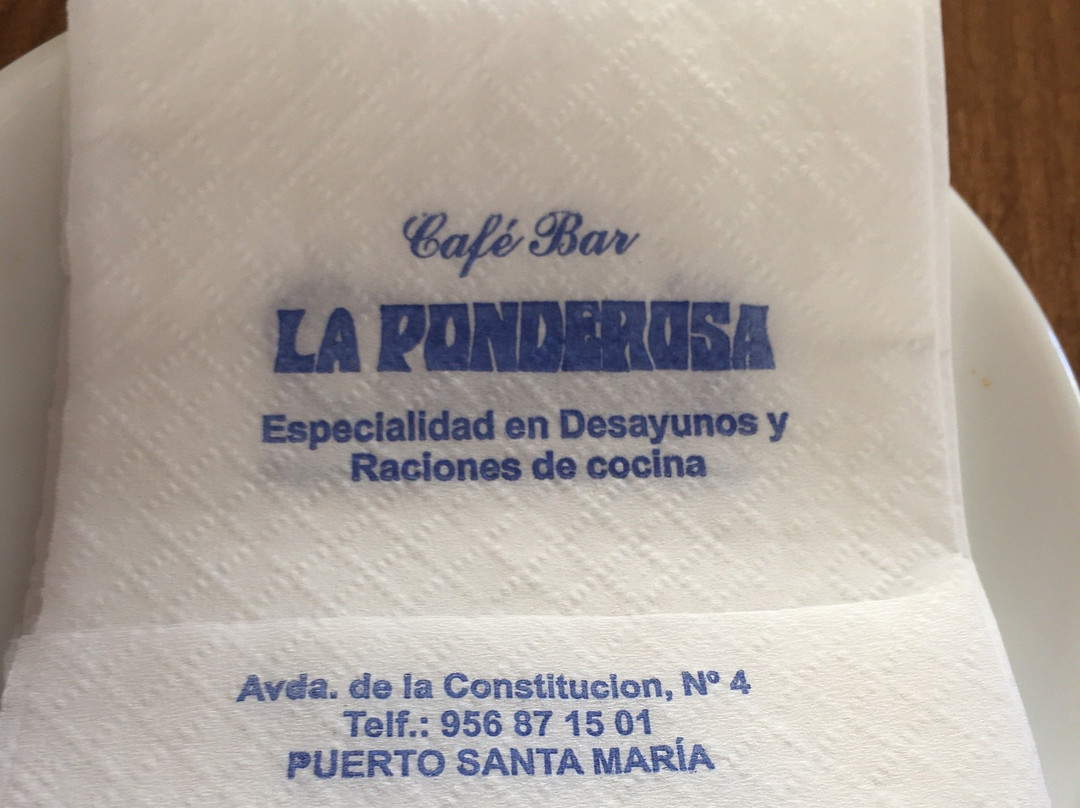 Café Bar
LA PONDEROSA
Especialidad en Desayunos y
Raciones de cocina
Avda. de la Constitucion, Nº 4
Telf.: 956 87 15 01
PUERTO SANTA MARÍA